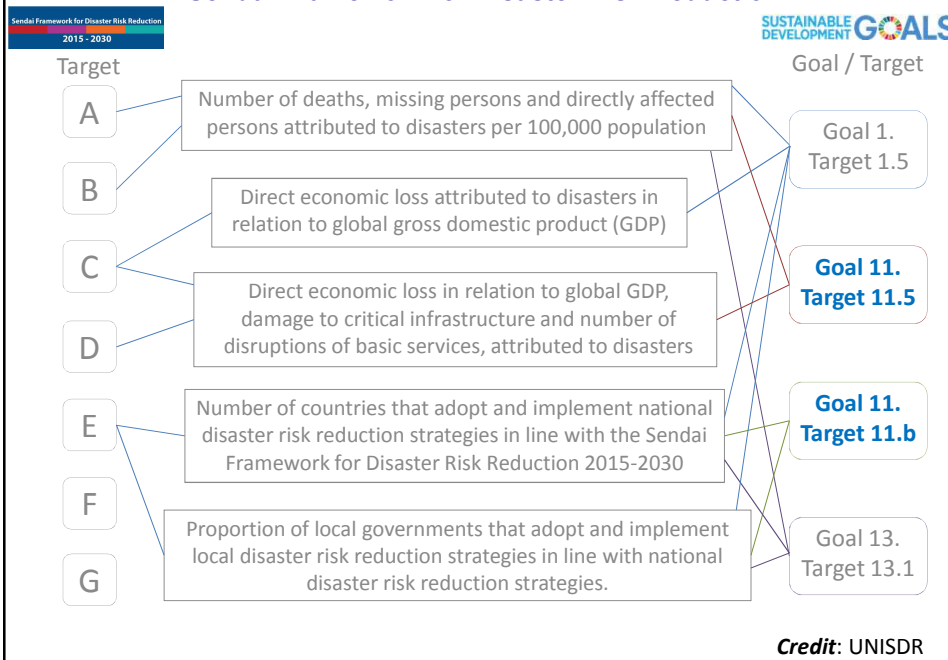 Sendai Framework for Disaster Risk Reduction
2015 - 2030
SUSTAINABLE
DEVELOPMENT GOALS
Target
Goal / Target
A
B
C
D
E
F
G
Number of deaths, missing persons and directly affected
persons attributed to disasters per 100,000 population
Direct economic loss attributed to disasters in
relation to global gross domestic product (GDP)
Direct economic loss in relation to global GDP,
damage to critical infrastructure and number of
disruptions of basic services, attributed to disasters
Number of countries that adopt and implement national
disaster risk reduction strategies in line with the Sendai
Framework for Disaster Risk Reduction 2015-2030
Proportion of local governments that adopt and implement
local disaster risk reduction strategies in line with national
disaster risk reduction strategies.
Goal 1.
Target 1.5
Goal 11.
Target 11.5
Goal 11.
Target 11.b
Goal 13.
Target 13.1
Credit: UNISDR